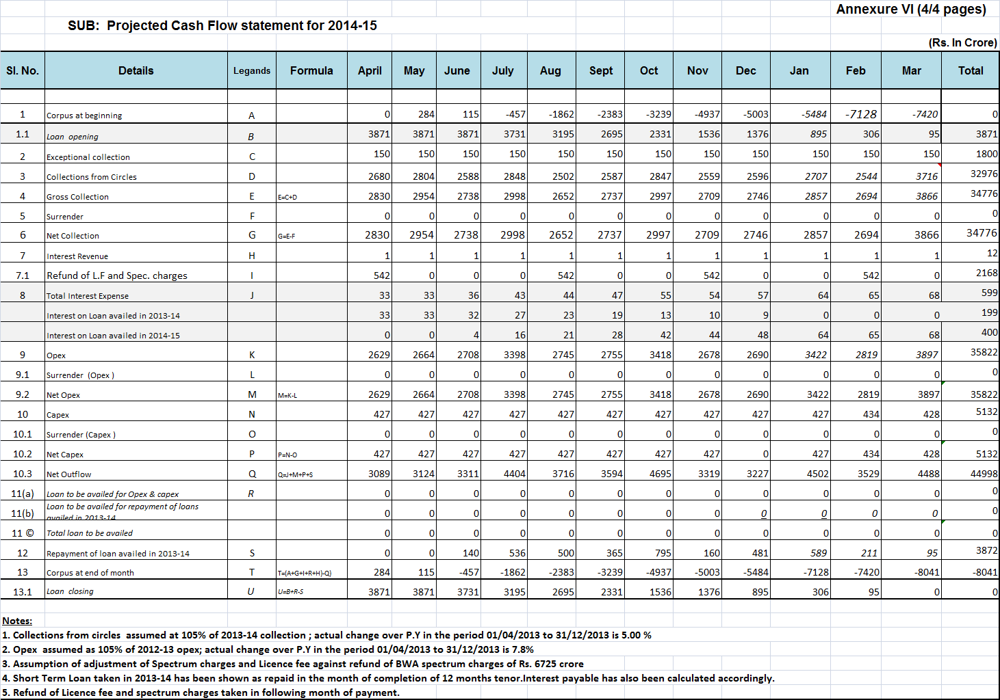 Annexure VI (4/4 pages)
SUB: Projected Cash Flow statement for 2014-15
(Rs. In Crore)
Sl. No. Details Legands Formula April May June July Aug Sept Oct Nov Dec Jan Feb Mar Total
1 Corpus at beginning A 0 284 115 -457 -1862 -2383 -3239 -4937 -5003 -5484 -7128 -7420 0
1.1 Loan opening B 3871 3871 3871 3731 3195 2695 2331 1536 1376 895 306 95 3871
2 Exceptional collection C 150 150 150 150 150 150 150 150 150 150 150 150 1800
3 Collections from Circles D 2680 2804 2588 2848 2502 2587 2847 2559 2596 2707 2544 3716 32976
4 Gross Collection E E=C+D 2830 2954 2738 2998 2652 2737 2997 2709 2746 2857 2694 3866 34776
5 Surrender F 0 0 0 0 0 0 0 0 0 0 0 0 0
6 Net Collection G G=E-F 2830 2954 2738 2998 2652 2737 2997 2709 2746 2857 2694 3866 34776
7 Interest Revenue H 1 1 1 1 1 1 1 1 1 1 1 1 12
7.1 Refund of L.F and Spec. charges I 542 0 0 0 542 0 0 542 0 0 542 0 2168
8 Total Interest Expense J 33 33 36 43 44 47 55 54 57 64 65 68 599
Interest on Loan availed in 2013-14 33 33 32 27 23 19 13 10 9 0 0 0 199
Interest on Loan availed in 2014-15 0 0 4 16 21 28 42 44 48 64 65 68 400
9 Opex K 2629 2664 2708 3398 2745 2755 3418 2678 2690 3422 2819 3897 35822
9.1 Surrender (Opex ) L 0 0 0 0 0 0 0 0 0 0 0 0 0
9.2 Net Opex M M=K-L 2629 2664 2708 3398 2745 2755 3418 2678 2690 3422 2819 3897 35822
10 Capex N 427 427 427 427 427 427 427 427 427 427 434 428 5132
10.1 Surrender (Capex ) O 0 0 0 0 0 0 0 0 0 0 0 0 0
10.2 Net Capex P P=N-O 427 427 427 427 427 427 427 427 0 427 434 428 5132
10.3 Net Outflow Q Q=J+M+P+S 3089 3124 3311 4404 3716 3594 4695 3319 3227 4502 3529 4488 44998
11(a) Loan to be availed for Opex & capex R 0 0 0 0 0 0 0 0 0 0 0 0 0
11(b) Loan to be availed for repayment of loans 0 0 0 0 0 0 0 0 0 0 0 0 0
availed in 2013-14
11 © Total loan to be availed 0 0 0 0 0 0 0 0 0 0 0 0 0
12 Repayment of loan availed in 2013-14 S 0 0 140 536 500 365 795 160 481 589 211 95 3872
13 Corpus at end of month T T=(A+G+I+R+H)-Q) 284 115 -457 -1862 -2383 -3239 -4937 -5003 -5484 -7128 -7420 -8041 -8041
13.1 Loan closing U U=B+R-S 3871 3871 3731 3195 2695 2331 1536 1376 895 306 95 0 0
Notes:
1. Collections from circles assumed at 105% of 2013-14 collection ; actual change over P.Y in the period 01/04/2013 to 31/12/2013 is 5.00 %
2. Opex assumed as 105% of 2012-13 opex; actual change over P.Y in the period 01/04/2013 to 31/12/2013 is 7.8%
3. Assumption of adjustment of Spectrum charges and Licence fee against refund of BWA spectrum charges of Rs. 6725 crore
4. Short Term Loan taken in 2013-14 has been shown as repaid in the month of completion of 12 months tenor.Interest payable has also been calculated accordingly.
5. Refund of Licence fee and spectrum charges taken in following month of payment.